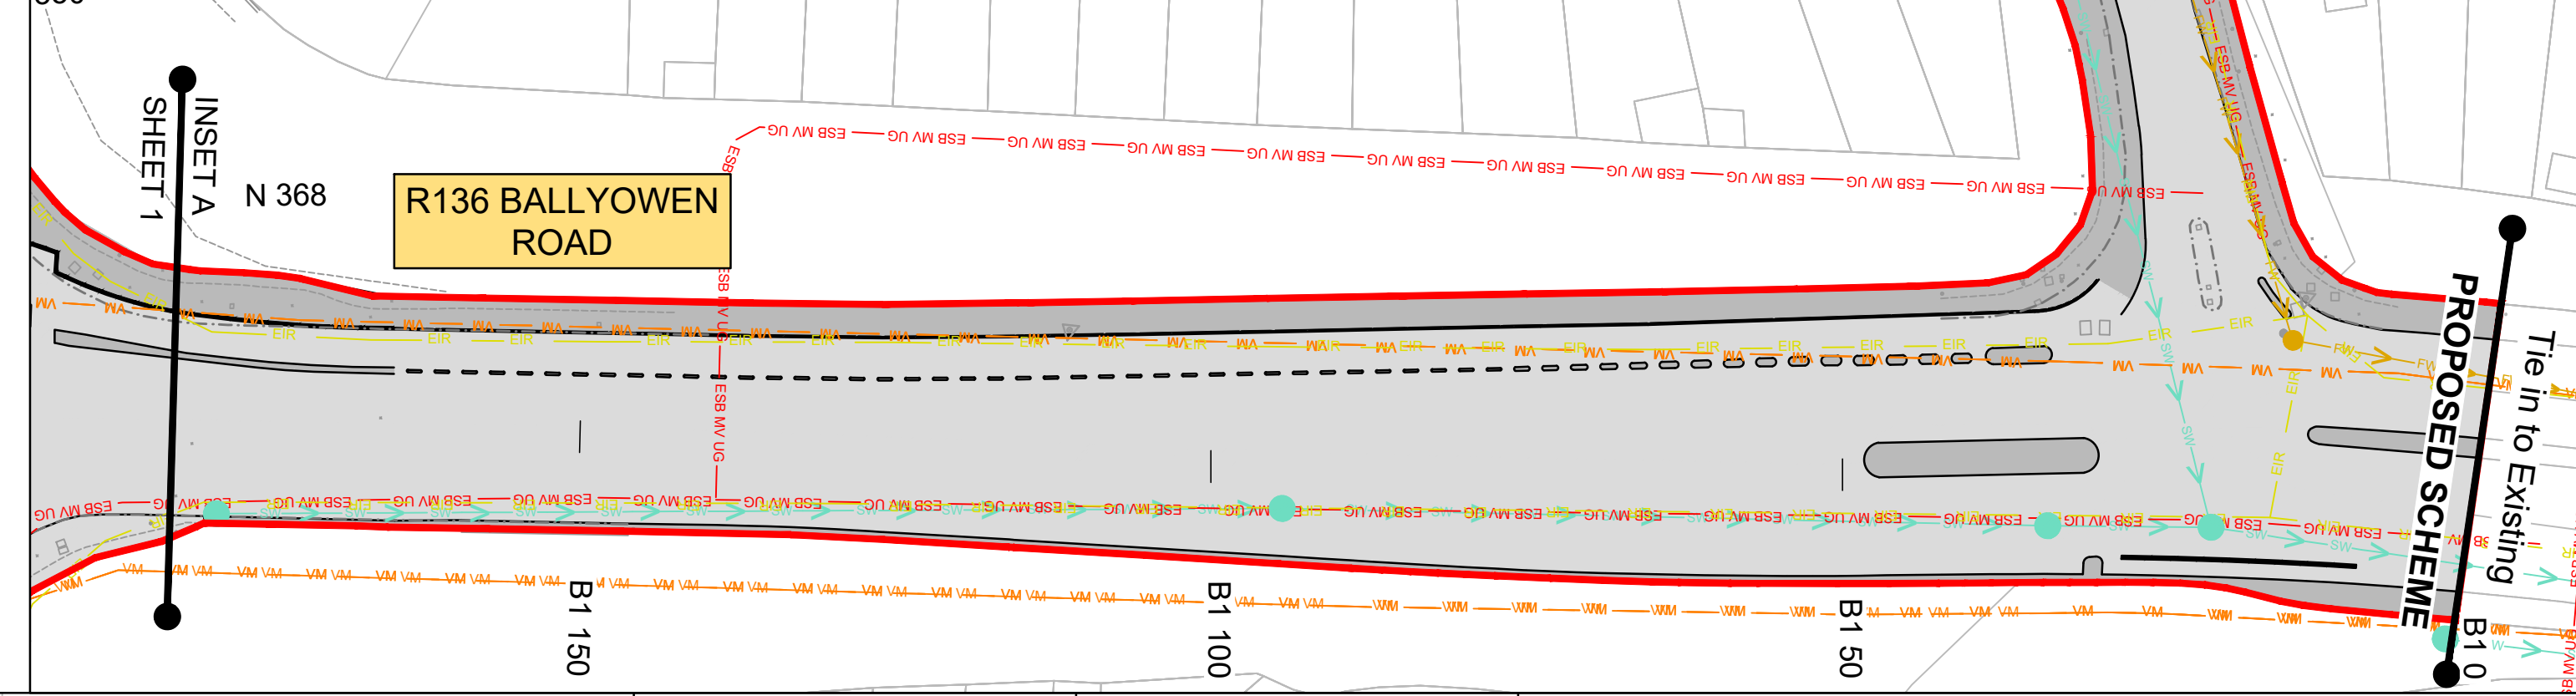 INSET A
SHEET 1
N 368
R136 BALLYOWEN
ROAD
ESB MV UG
EIR
VM
SW
FW
B1 150
B1 100
B1 50
B1 0
PROPOSED SCHEME
Tie in to Existing